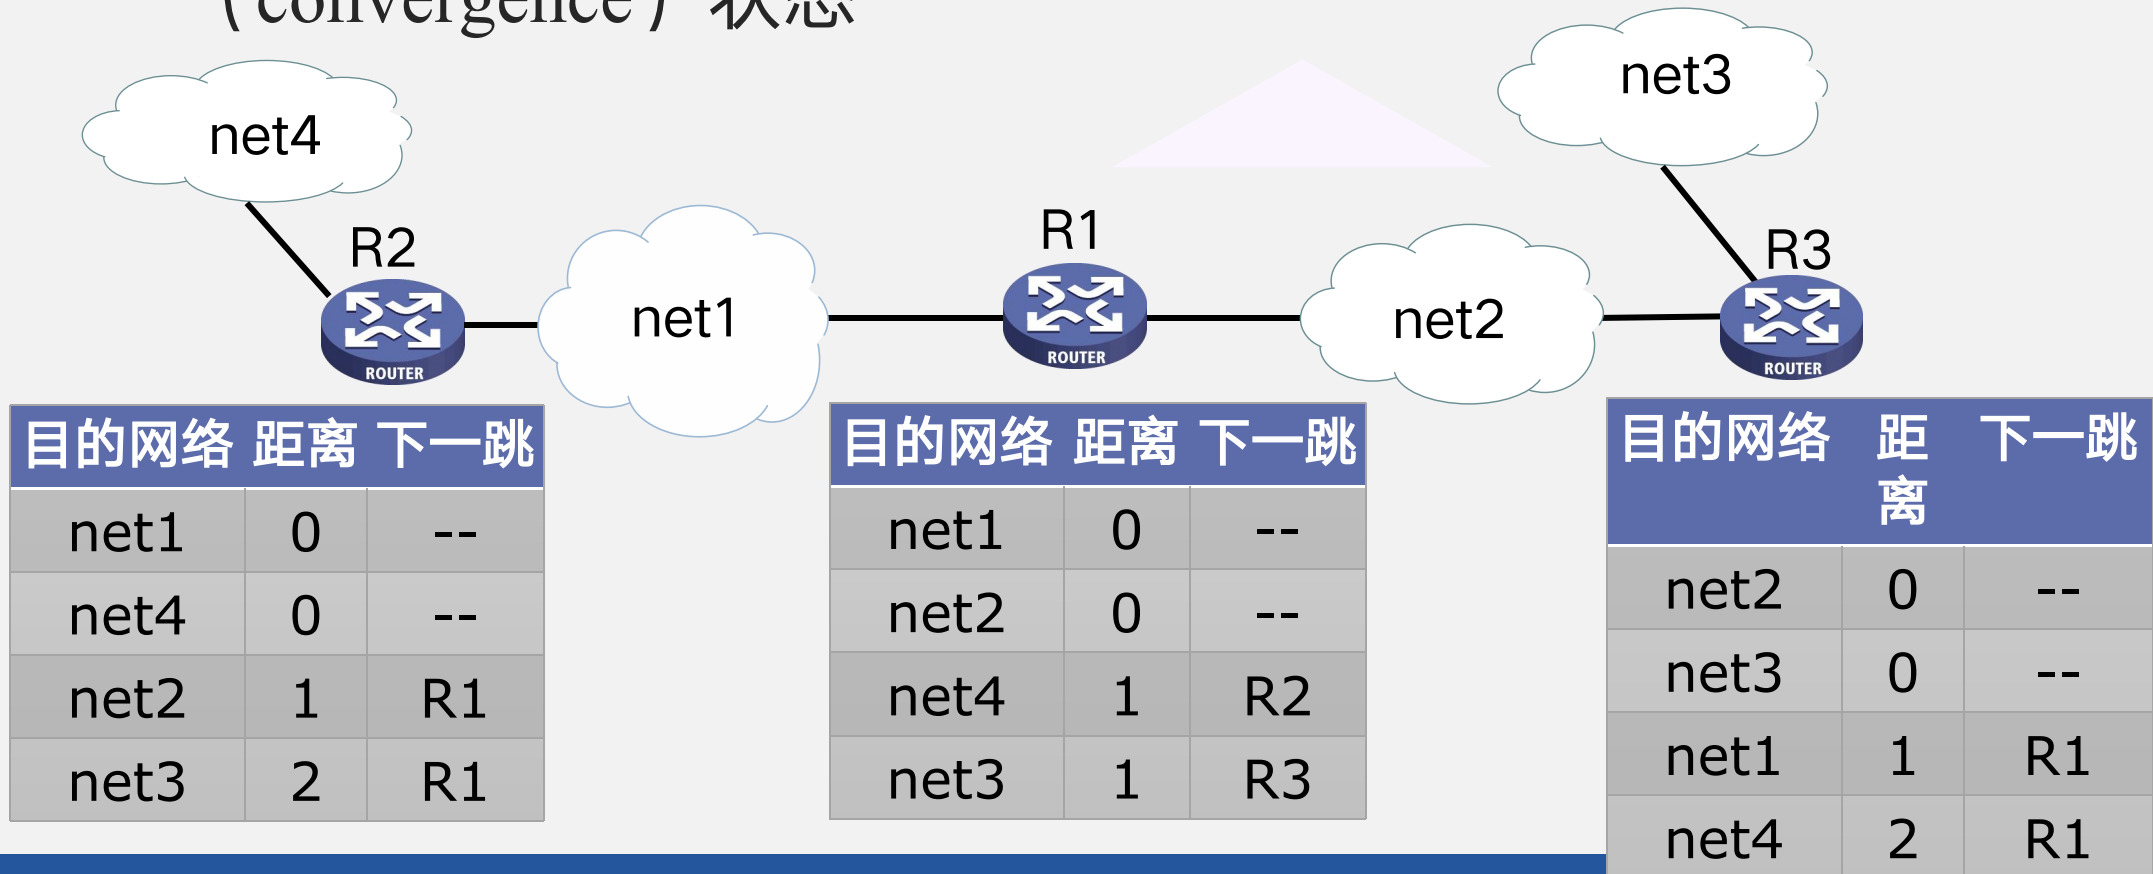 （convergence）状态
net3
net4
R2
R1
R3
net1
net2
ROUTER
ROUTER
ROUTER
目的网络 距离 下一跳
net1 0 --
net4 0 --
net2 1 R1
net3 2 R1
目的网络 距离 下一跳
net1 0 --
net2 0 --
net4 1 R2
net3 1 R3
目的网络 距离 下一跳
net2 0 --
net3 0 --
net1 1 R1
net4 2 R1